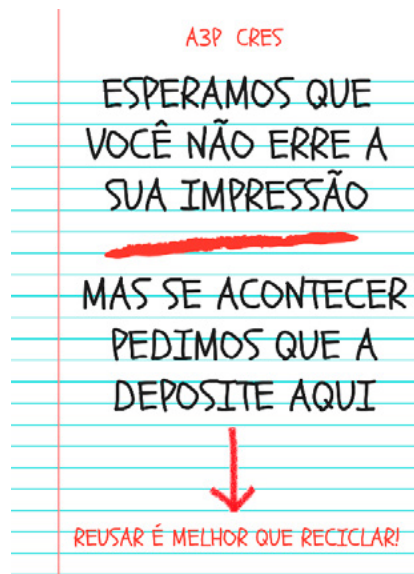 A3P CRES
ESPERAMOS QUE
VOCÊ NÃO ERRE A
SUA IMPRESSÃO
MAS SE ACONTECER
PEDIMOS QUE A
DEPOSITE AQUI
REUSAR É MELHOR QUE RECICLAR!